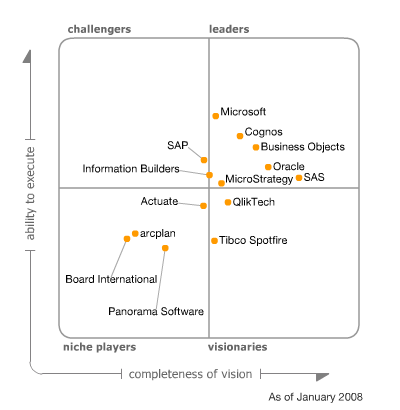 challengers
leaders
Microsoft
Cognos
SAP
Business Objects
Information Builders
Oracle
MicroStrategy
SAS
ability to execute
Actuate
QlikTech
arcplan
Tibco Spotfire
Board International
Panorama Software
niche players
visionaries
completeness of vision
As of January 2008